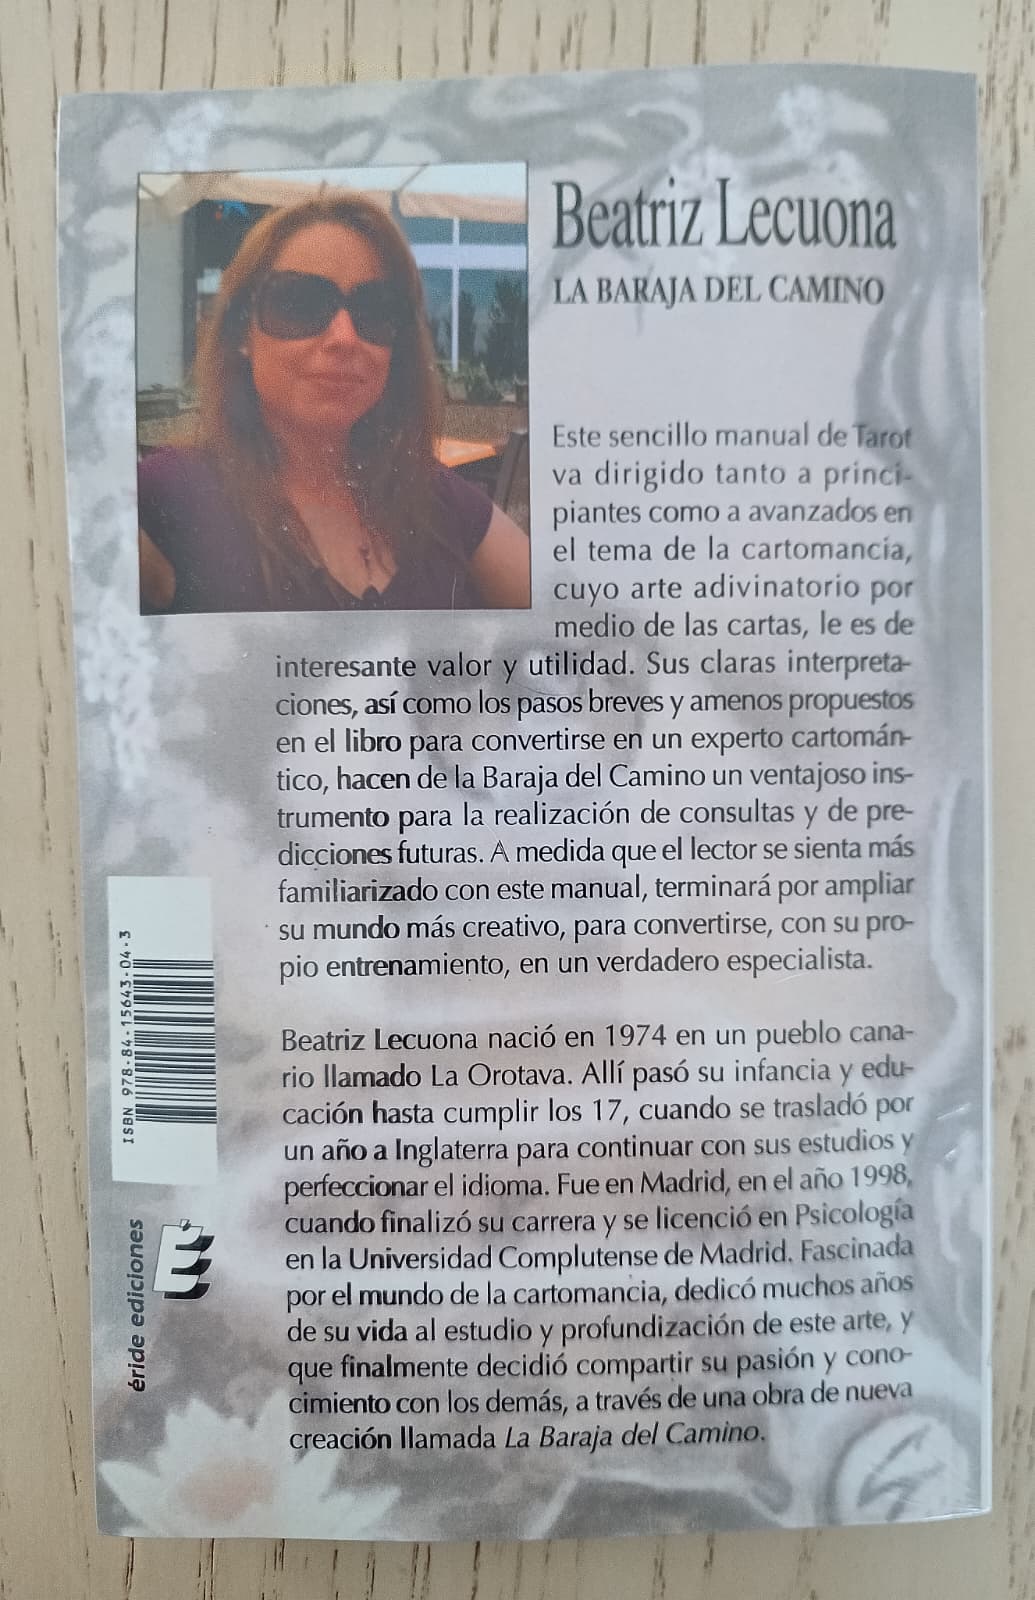 Beatriz Lecuona
LA BARAJA DEL CAMINO
Este sencillo manual de Tarot
va dirigido tanto a princi-
piantes como a avanzados en
el tema de la cartomancia,
cuyo arte adivinatorio por
medio de las cartas, le es de
interesante valor y utilidad. Sus claras interpreta-
ciones, así como los pasos breves y amenos propuestos
en el libro para convertirse en un experto cartomán-
tico, hacen de la Baraja del Camino un ventajoso ins-
trumento para la realización de consultas y de pre-
dicciones futuras. A medida que el lector se sienta más
familiarizado con este manual, terminará por ampliar
su mundo más creativo, para convertirse, con su pro-
pio entrenamiento, en un verdadero especialista.
Beatriz Lecuona nació en 1974 en un pueblo cana-
rio llamado La Orotava. Allí pasó su infancia y edu-
cación hasta cumplir los 17, cuando se trasladó por
un año a Inglaterra para continuar con sus estudios y
perfeccionar el idioma. Fue en Madrid, en el año 1998,
cuando finalizó su carrera y se licenció en Psicología
en la Universidad Complutense de Madrid. Fascinada
por el mundo de la cartomancia, dedicó muchos años
de su vida al estudio y profundización de este arte, y
que finalmente decidió compartir su pasión y cono-
cimiento con los demás, a través de una obra de nueva
creación llamada La Baraja del Camino.
ISBN 978-84-15643-04-3
éride ediciones
É